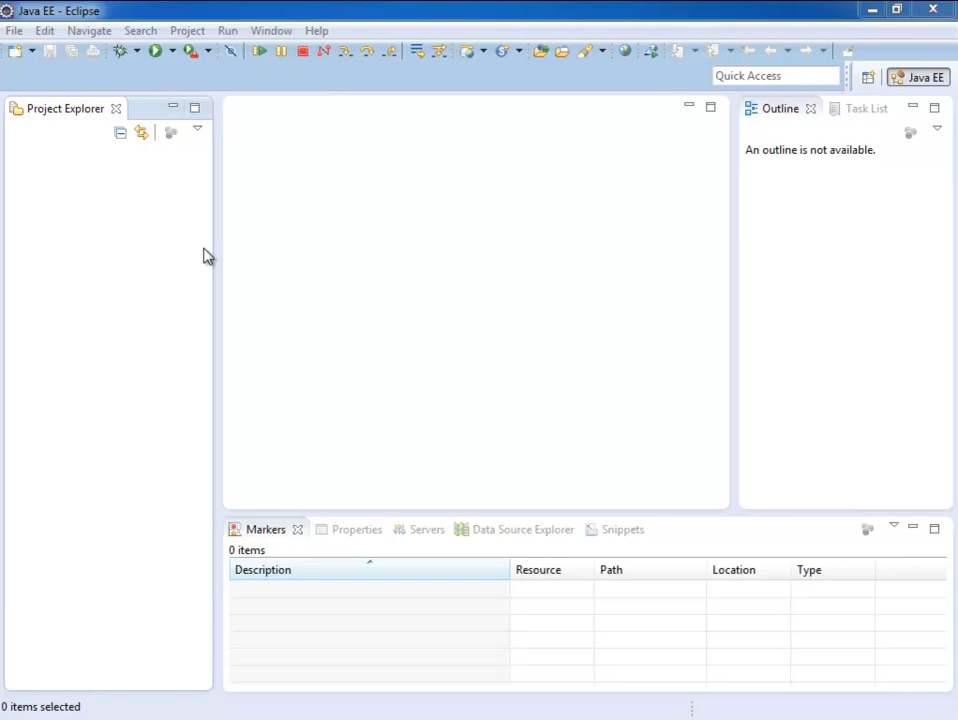 Java EE - Eclipse
File Edit Navigate Search Project Run Window Help
Quick Access
Java EE
Project Explorer
Outline Task List
An outline is not available.
Markers Properties Servers Data Source Explorer Snippets
0 items
Description Resource Path Location Type
0 items selected